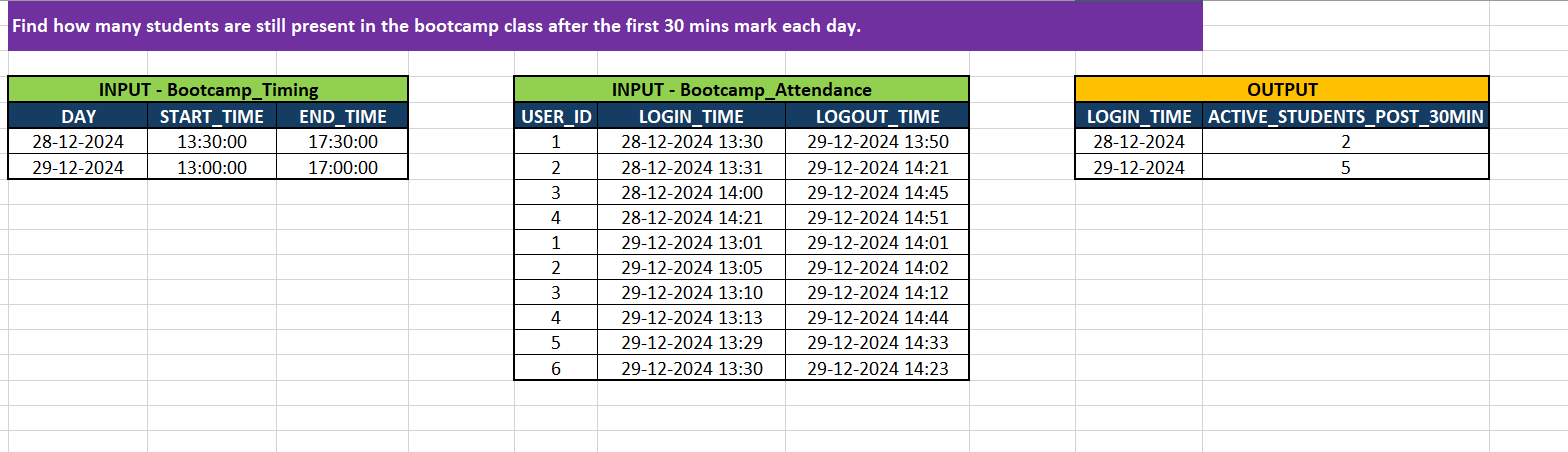 Find how many students are still present in the bootcamp class after the first 30 mins mark each day.
INPUT - Bootcamp_Timing
DAY START_TIME END_TIME
28-12-2024 13:30:00 17:30:00
29-12-2024 13:00:00 17:00:00
INPUT - Bootcamp_Attendance
USER_ID LOGIN_TIME LOGOUT_TIME
1 28-12-2024 13:30 29-12-2024 13:50
2 28-12-2024 13:31 29-12-2024 14:21
3 28-12-2024 14:00 29-12-2024 14:45
4 28-12-2024 14:21 29-12-2024 14:51
1 29-12-2024 13:01 29-12-2024 14:01
2 29-12-2024 13:05 29-12-2024 14:02
3 29-12-2024 13:10 29-12-2024 14:12
4 29-12-2024 13:13 29-12-2024 14:44
5 29-12-2024 13:29 29-12-2024 14:33
6 29-12-2024 13:30 29-12-2024 14:23
OUTPUT
LOGIN_TIME ACTIVE_STUDENTS_POST_30MIN
28-12-2024 2
29-12-2024 5